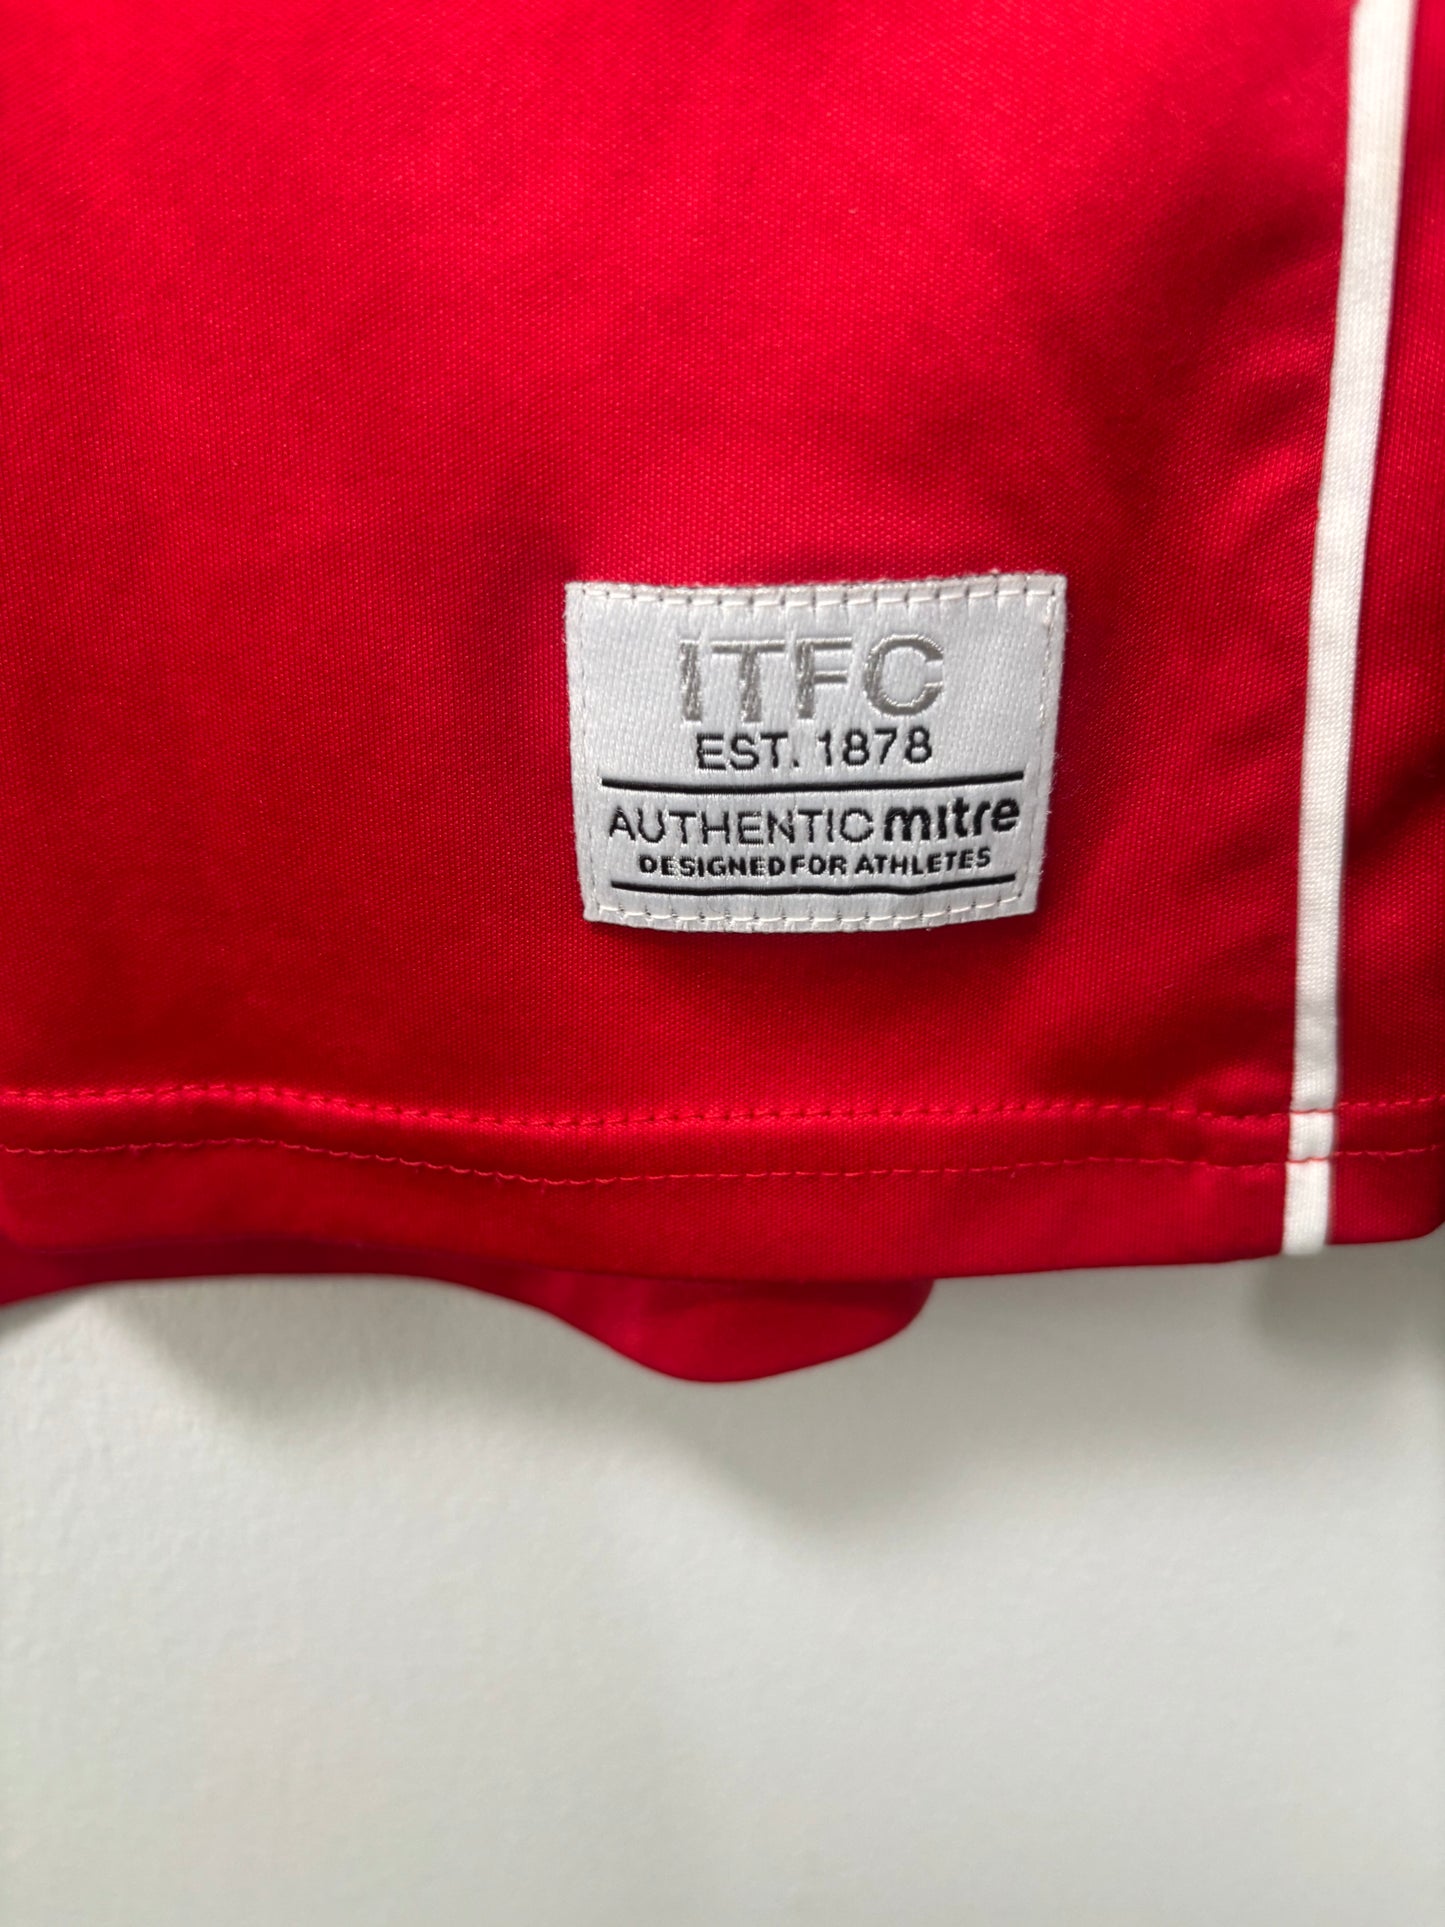 ITFC
EST. 1878
AUTHENTIC mitre
DESIGNED FOR ATHLETES